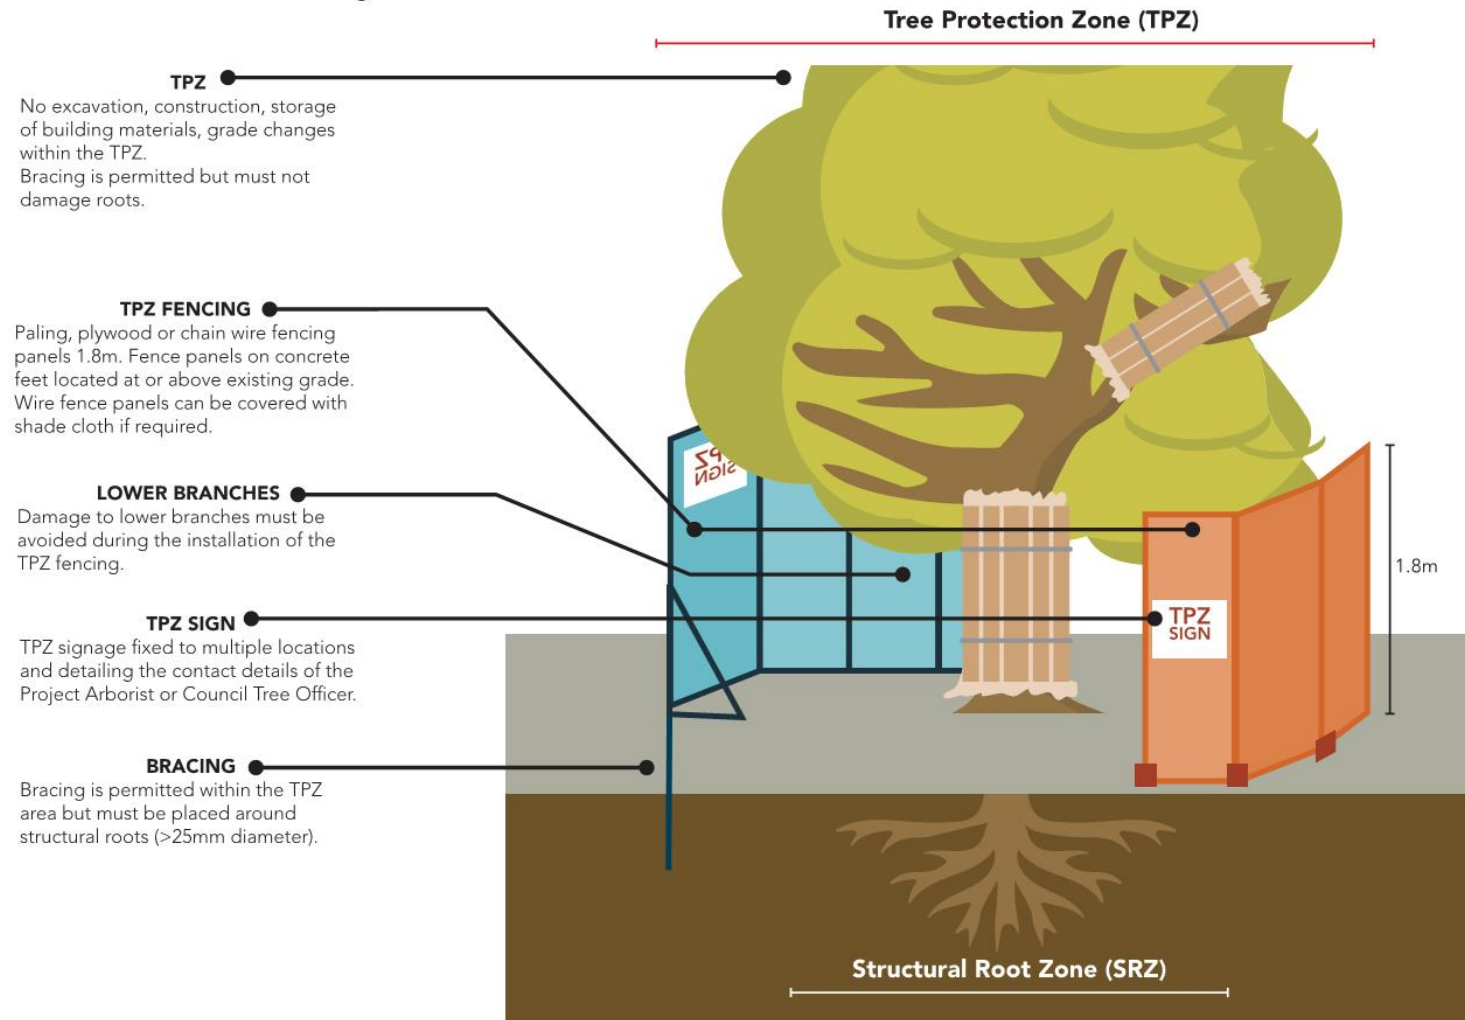 Tree Protection Zone (TPZ)
TPZ
No excavation, construction, storage
of building materials, grade changes
within the TPZ.
Bracing is permitted but must not
damage roots.
TPZ FENCING
Paling, plywood or chain wire fencing
panels 1.8m. Fence panels on concrete
feet located at or above existing grade.
Wire fence panels can be covered with
shade cloth if required.
LOWER BRANCHES
Damage to lower branches must be
avoided during the installation of the
TPZ fencing.
TPZ SIGN
TPZ signage fixed to multiple locations
and detailing the contact details of the
Project Arborist or Council Tree Officer.
BRACING
Bracing is permitted within the TPZ
area but must be placed around
structural roots (>25mm diameter).
TPZ
SIGN
TPZ
SIGN
1.8m
Structural Root Zone (SRZ)